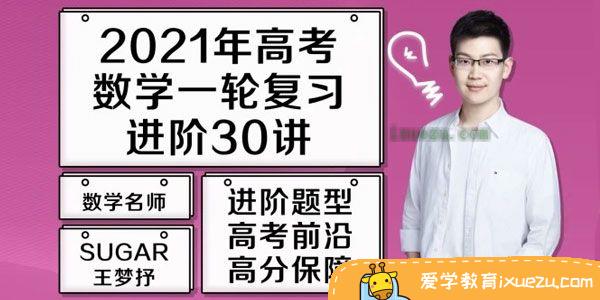 2021年高考
数学一轮复习
进阶30讲
数学名师
SUGAR
王梦抒
进阶题型
高考前沿
高分保障
ixuezu.com
爱学教育ixuezu.com